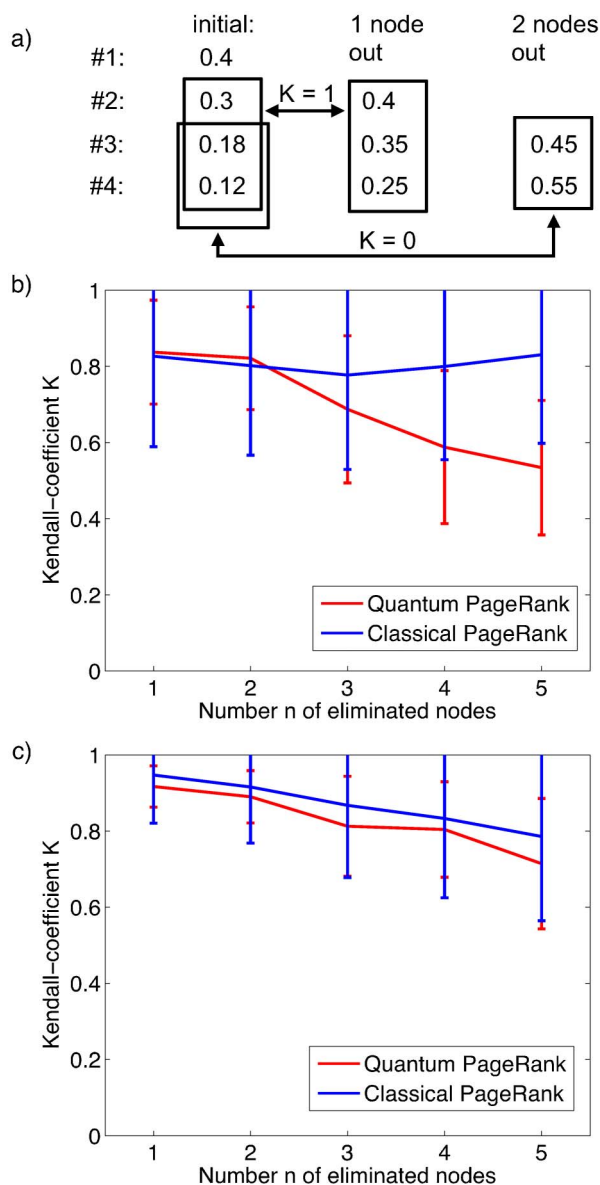 a)
initial: 1 node out 2 nodes out
#1: 0.4
#2: 0.3 K = 1 0.4
#3: 0.18 0.35 0.45
#4: 0.12 0.25 0.55
K = 0
b)
1
0.8
0.6
0.4
0.2
0
Kendall-coefficient K
Quantum PageRank
Classical PageRank
1 2 3 4 5
Number n of eliminated nodes
c)
1
0.8
0.6
0.4
0.2
0
Kendall-coefficient K
Quantum PageRank
Classical PageRank
1 2 3 4 5
Number n of eliminated nodes